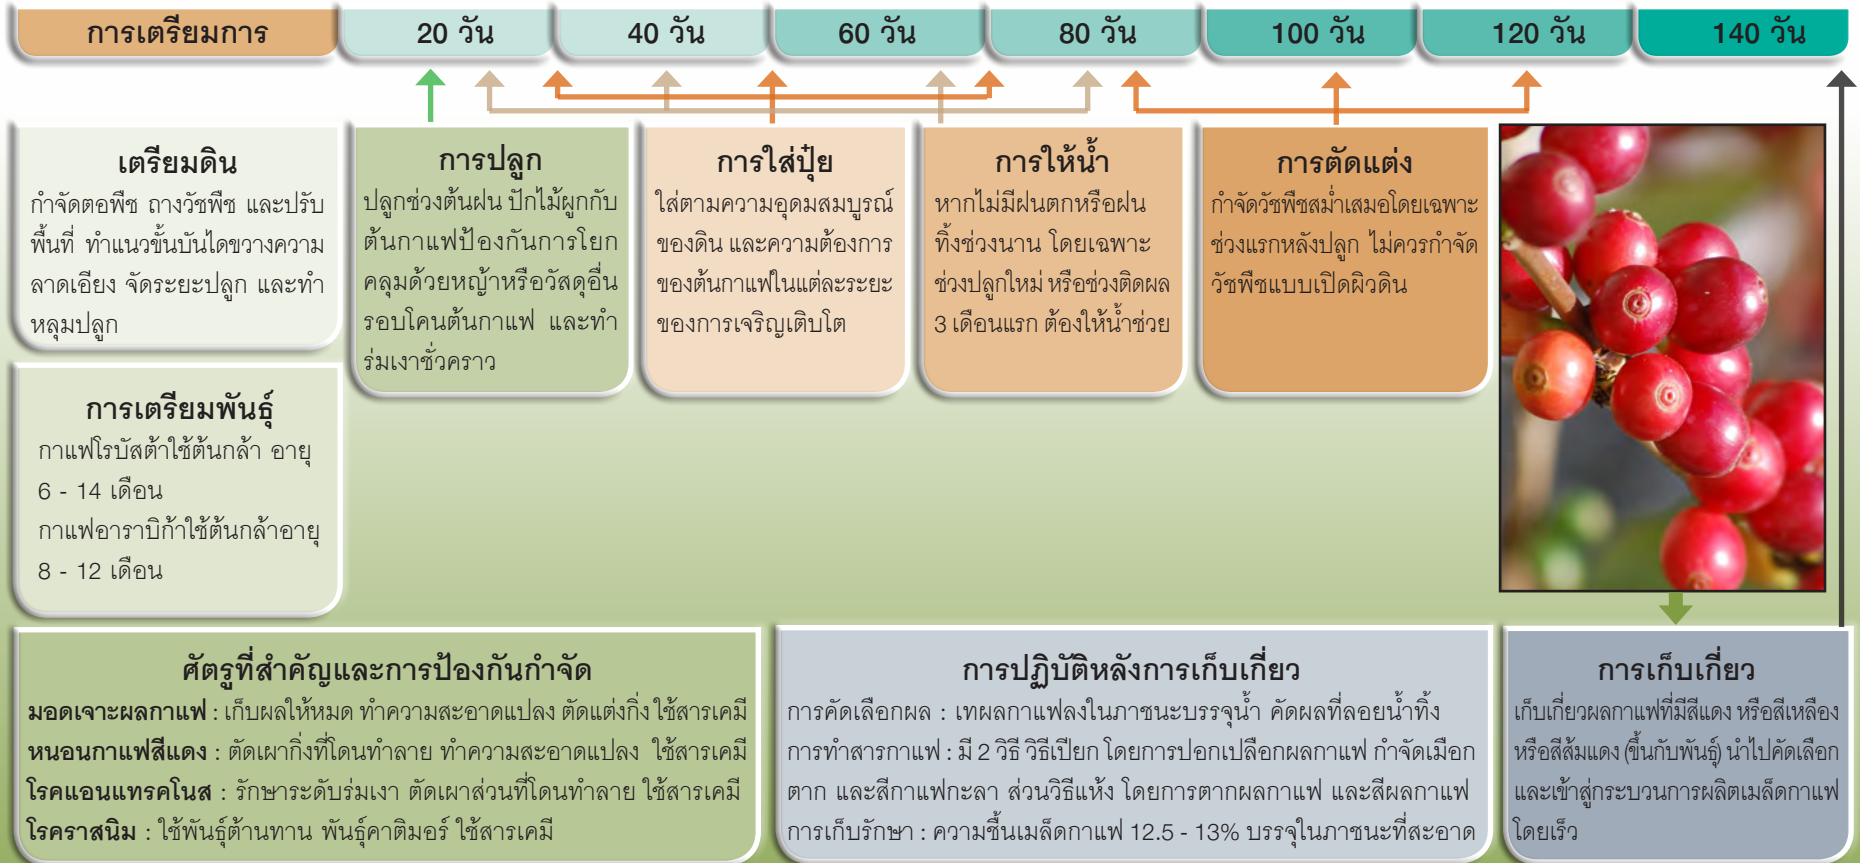 การเตรียมการ
20 วัน
40 วัน
60 วัน
80 วัน
100 วัน
120 วัน
140 วัน
เตรียมดิน
กำจัดตอพืช ถางวัชพืช และปรับ
พื้นที่ ทำแนวขั้นบันไดขวางความ
ลาดเอียง จัดระยะปลูก และทำ
หลุมปลูก
การปลูก
ปลูกช่วงต้นฝน ปักไม้ผูกกับ
ต้นกาแฟป้องกันการโยก
คลุมด้วยหญ้าหรือวัสดุอื่น
รอบโคนต้นกาแฟ และทำ
ร่มเงาชั่วคราว
การใส่ปุ๋ย
ใส่ตามความอุดมสมบูรณ์
ของดิน และความต้องการ
ของต้นกาแฟในแต่ละระยะ
ของการเจริญเติบโต
การให้น้ำ
หากไม่มีฝนตกหรือฝน
ทิ้งช่วงนาน โดยเฉพาะ
ช่วงปลูกใหม่ หรือช่วงติดผล
3 เดือนแรก ต้องให้น้ำช่วย
การตัดแต่ง
กำจัดวัชพืชสม่ำเสมอโดยเฉพาะ
ช่วงแรกหลังปลูก ไม่ควรกำจัด
วัชพืชแบบเปิดผิวดิน
การเตรียมพันธุ์
กาแฟโรบัสต้าใช้ต้นกล้า อายุ
6 - 14 เดือน
กาแฟอาราบิก้าใช้ต้นกล้าอายุ
8 - 12 เดือน
ศัตรูที่สำคัญและการป้องกันกำจัด
มอดเจาะผลกาแฟ : เก็บผลให้หมด ทำความสะอาดแปลง ตัดแต่งกิ่ง ใช้สารเคมี
หนอนกาแฟสีแดง : ตัดเผากิ่งที่โดนทำลาย ทำความสะอาดแปลง ใช้สารเคมี
โรคแอนแทรคโนส : รักษาระดับร่มเงา ตัดเผาส่วนที่โดนทำลาย ใช้สารเคมี
โรคราสนิม : ใช้พันธุ์ต้านทาน พันธุ์คาติมอร์ ใช้สารเคมี
การปฏิบัติหลังการเก็บเกี่ยว
การคัดเลือกผล : เทผลกาแฟลงในภาชนะบรรจุน้ำ คัดผลที่ลอยน้ำทิ้ง
การทำสารกาแฟ : มี 2 วิธี วิธีเปียก โดยการปอกเปลือกผลกาแฟ กำจัดเมือก
ตาก และสีกาแฟกะลา ส่วนวิธีแห้ง โดยการตากผลกาแฟ และสีผลกาแฟ
การเก็บรักษา : ความชื้นเมล็ดกาแฟ 12.5 - 13% บรรจุในภาชนะที่สะอาด
การเก็บเกี่ยว
เก็บเกี่ยวผลกาแฟที่มีสีแดง หรือสีเหลือง
หรือสีส้มแดง (ขึ้นกับพันธุ์) นำไปคัดเลือก
และเข้าสู่กระบวนการผลิตเมล็ดกาแฟ
โดยเร็ว